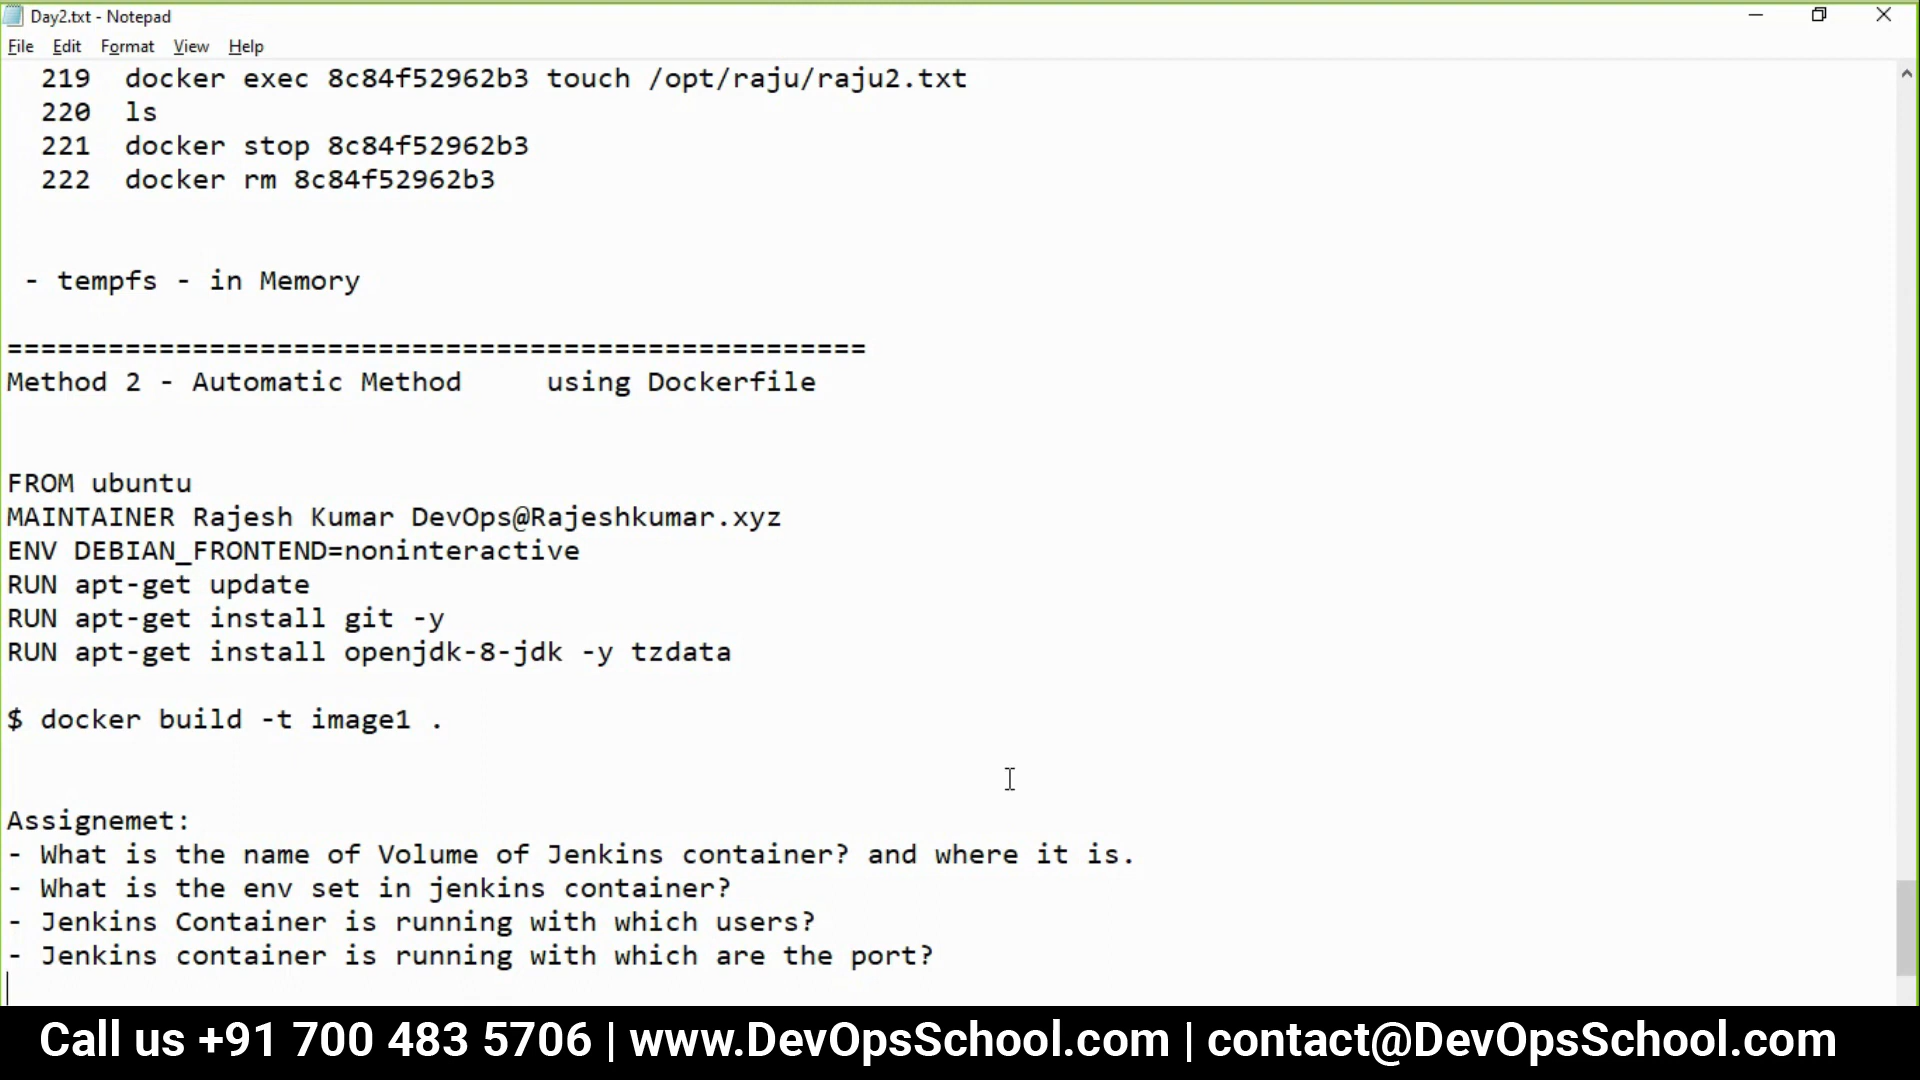 Day2.txt - Notepad
File Edit Format View Help
219 docker exec 8c84f52962b3 touch /opt/raju/raju2.txt
220 ls
221 docker stop 8c84f52962b3
222 docker rm 8c84f52962b3
- tempfs - in Memory
===================================================
Method 2 - Automatic Method using Dockerfile
FROM ubuntu
MAINTAINER Rajesh Kumar DevOps@Rajeshkumar.xyz
ENV DEBIAN_FRONTEND=noninteractive
RUN apt-get update
RUN apt-get install git -y
RUN apt-get install openjdk-8-jdk -y tzdata
$ docker build -t image1 .
Assignemet:
- What is the name of Volume of Jenkins container? and where it is.
- What is the env set in jenkins container?
- Jenkins Container is running with which users?
- Jenkins container is running with which are the port?
Call us +91 700 483 5706 | www.DevOpsSchool.com | contact@DevOpsSchool.com